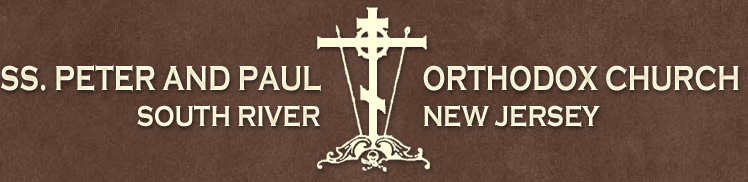 SS. PETER AND PAUL ORTHODOX CHURCH
SOUTH RIVER NEW JERSEY